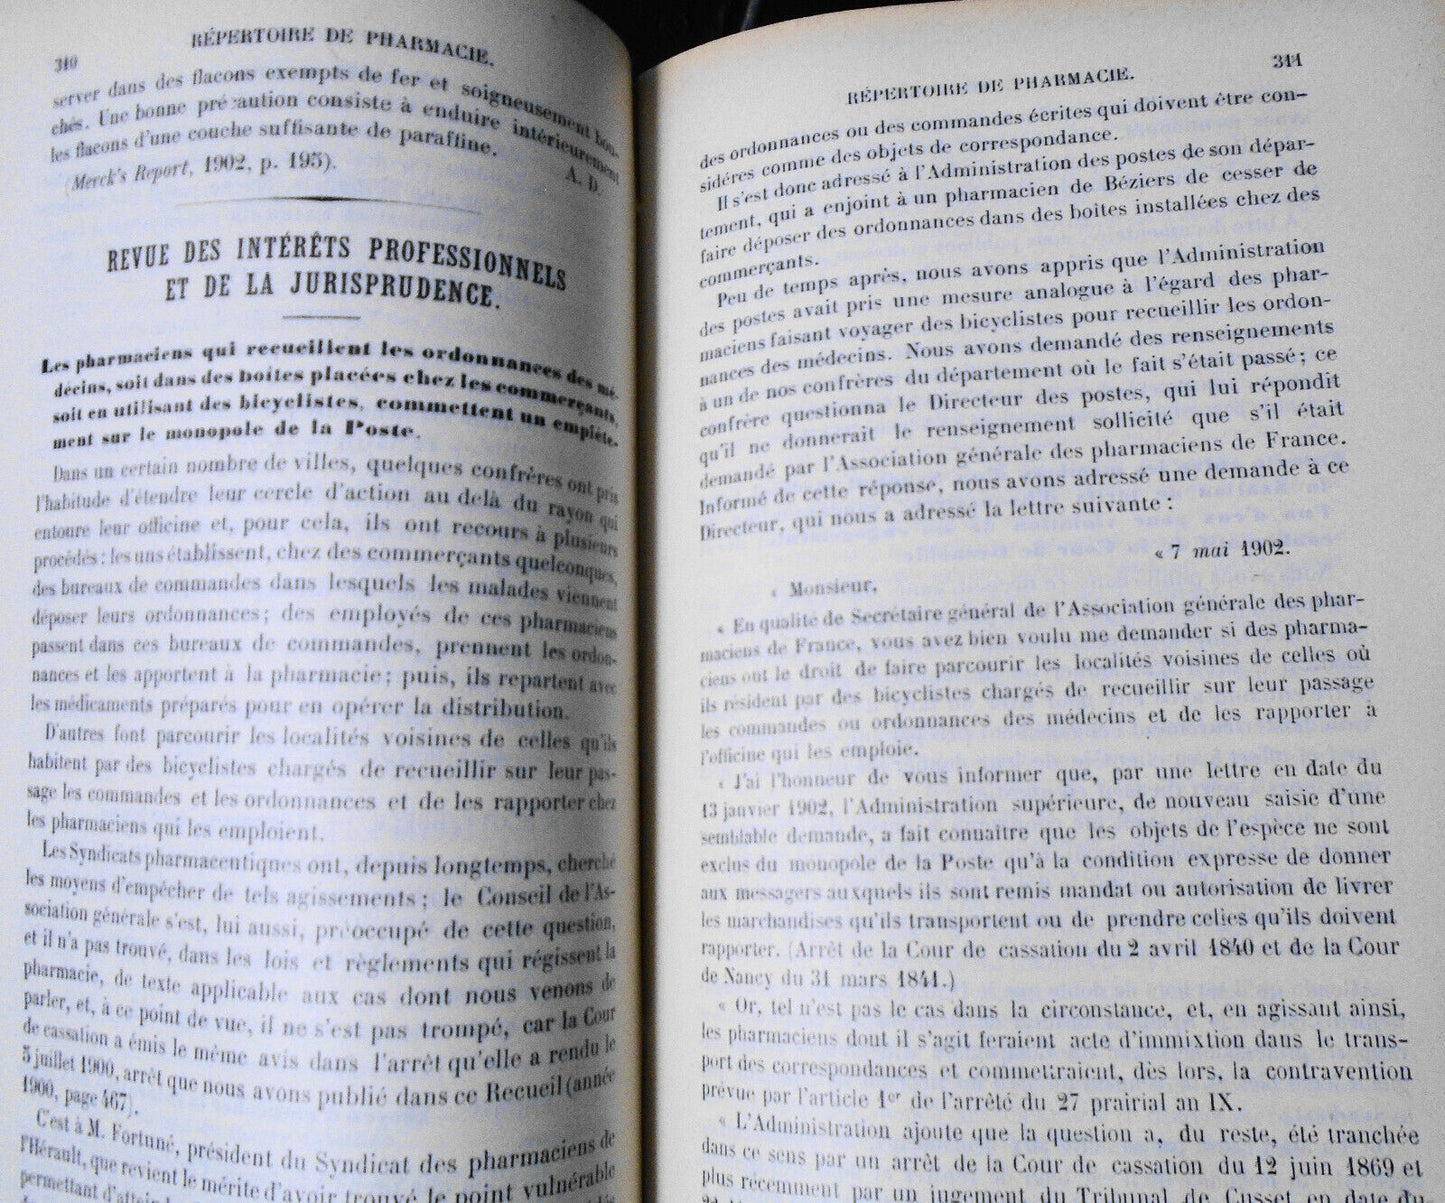 310
RÉPERTOIRE DE PHARMACIE.
server dans des flacons exempts de fer et soigneusement bou-
chés. Une bonne précaution consiste à enduire intérieurement
les flacons d'une couche suffisante de paraffine.
(Merck's Report, 1902, p. 195).
A. D.
REVUE DES INTÉRÊTS PROFESSIONNELS
ET DE LA JURISPRUDENCE.
Les pharmaciens qui recueillent les ordonnances des mé-
decins, soit dans des boîtes placées chez les commerçants,
soit en utilisant des bicyclistes, commettent un empiéte-
ment sur le monopole de la Poste.
Dans un certain nombre de villes, quelques confrères ont pris
l'habitude d'étendre leur cercle d'action au delà du rayon qui
entoure leur officine et, pour cela, ils ont recours à plusieurs
procédés : les uns établissent, chez des commerçants quelconques,
des bureaux de commandes dans lesquels les malades viennent
déposer leurs ordonnances ; des employés de ces pharmaciens
passent dans ces bureaux de commandes, prennent les ordon-
nances et les apportent à la pharmacie ; puis, ils repartent avec
les médicaments préparés pour en opérer la distribution.
D'autres font parcourir les localités voisines de celles qu'ils
habitent par des bicyclistes chargés de recueillir sur leur pas-
sage les commandes et les ordonnances et de les rapporter chez
les pharmaciens qui les emploient.
Les Syndicats pharmaceutiques ont, depuis longtemps, cherché
les moyens d'empêcher de tels agissements ; le Conseil de l'As-
sociation générale s'est, lui aussi, préoccupé de cette question,
et il n'a pas trouvé, dans les lois et règlements qui régissent la
pharmacie, de texte applicable aux cas dont nous venons de
parler, et, à ce point de vue, il ne s'est pas trompé, car la Cour
de cassation a émis le même avis dans l'arrêt qu'elle a rendu le
5 juillet 1900, arrêt que nous avons publié dans ce Recueil (année
1900, page 467).
C'est à M. Fortuné, président du Syndicat des pharmaciens de
l'Hérault, que revient le mérite d'avoir trouvé le point vulnérable
permettant d'attein
RÉPERTOIRE DE PHARMACIE.
311
des ordonnances ou des commandes écrites qui doivent être con-
sidérées comme des objets de correspondance.
Il s'est donc adressé à l'Administration des postes de son dépar-
tement, qui a enjoint à un pharmacien de Béziers de cesser de
faire déposer des ordonnances dans des boîtes installées chez des
commerçants.
Peu de temps après, nous avons appris que l'Administration
des postes avait pris une mesure analogue à l'égard des phar-
maciens faisant voyager des bicyclistes pour recueillir les ordon-
nances des médecins. Nous avons demandé des renseignements
à un de nos confrères du département où le fait s'était passé ; ce
confrère questionna le Directeur des postes, qui lui répondit
qu'il ne donnerait le renseignement sollicité que s'il était
demandé par l'Association générale des pharmaciens de France.
Informé de cette réponse, nous avons adressé une demande à ce
Directeur, qui nous a adressé la lettre suivante :
« 7 mai 1902.
« Monsieur,
« En qualité de Secrétaire général de l'Association générale des phar-
maciens de France, vous avez bien voulu me demander si des pharma-
ciens ont le droit de faire parcourir les localités voisines de celles où
ils résident par des bicyclistes chargés de recueillir sur leur passage
les commandes ou ordonnances des médecins et de les rapporter à
l'officine qui les emploie.
« J'ai l'honneur de vous informer que, par une lettre en date du
13 janvier 1902, l'Administration supérieure, de nouveau saisie d'une
semblable demande, a fait connaître que les objets de l'espèce ne sont
exclus du monopole de la Poste qu'à la condition expresse de donner
aux messagers auxquels ils sont remis mandat ou autorisation de livrer
les marchandises qu'ils transportent ou de prendre celles qu'ils doivent
rapporter. (Arrêt de la Cour de cassation du 2 avril 1840 et de la Cour
de Nancy du 31 mars 1841.)
« Or, tel n'est pas le cas dans la circonstance, et, en agissant ainsi,
les pharmaciens dont il s'agit feraient acte d'immixtion dans le trans-
port des correspondances et commettraient, dès lors, la contravention
prévue par l'article 1er de l'arrêté du 27 prairial an IX.
« L'Administration ajoute que la question a, du reste, été tranchée
dans ce sens par un arrêt de la Cour de cassation du 12 juin 1869 et
plus récemment par un jugement du Tribunal de Cusset en date du